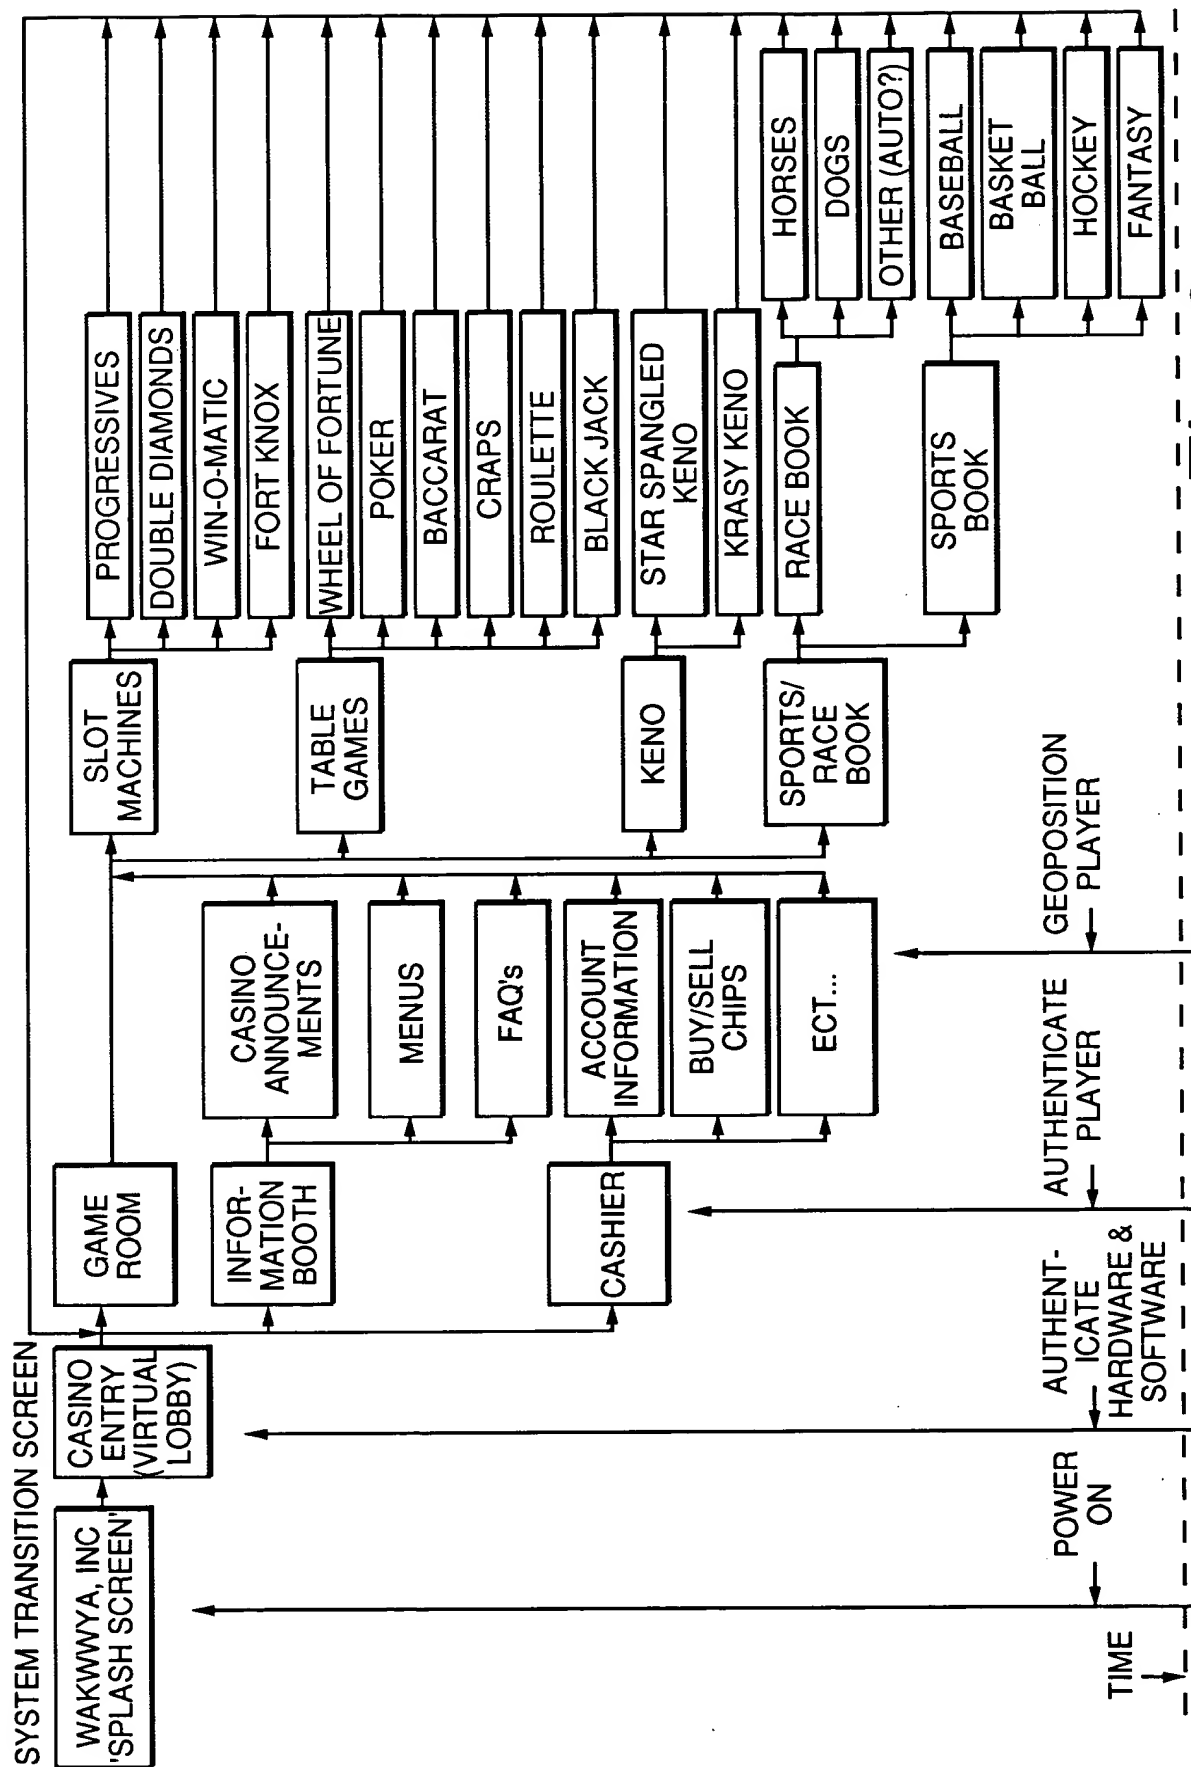 SYSTEM TRANSITION SCREEN
WAKWWYA, INC
'SPLASH SCREEN'
CASINO
ENTRY
(VIRTUAL
LOBBY)
GAME
ROOM
INFOR-
MATION
BOOTH
CASHIER
CASINO
ANNOUNCE-
MENTS
MENUS
FAQ's
ACCOUNT
INFORMATION
BUY/SELL
CHIPS
ECT...
SLOT
MACHINES
TABLE
GAMES
KENO
SPORTS/
RACE
BOOK
PROGRESSIVES
DOUBLE DIAMONDS
WIN-O-MATIC
FORT KNOX
WHEEL OF FORTUNE
POKER
BACCARAT
CRAPS
ROULETTE
BLACK JACK
STAR SPANGLED
KENO
KRASY KENO
RACE BOOK
SPORTS
BOOK
HORSES
DOGS
OTHER (AUTO?)
BASEBALL
BASKET
BALL
HOCKEY
FANTASY
TIME
POWER
ON
AUTHENT-
ICATE
HARDWARE &
SOFTWARE
AUTHENTICATE
PLAYER
GEOPOSITION
PLAYER